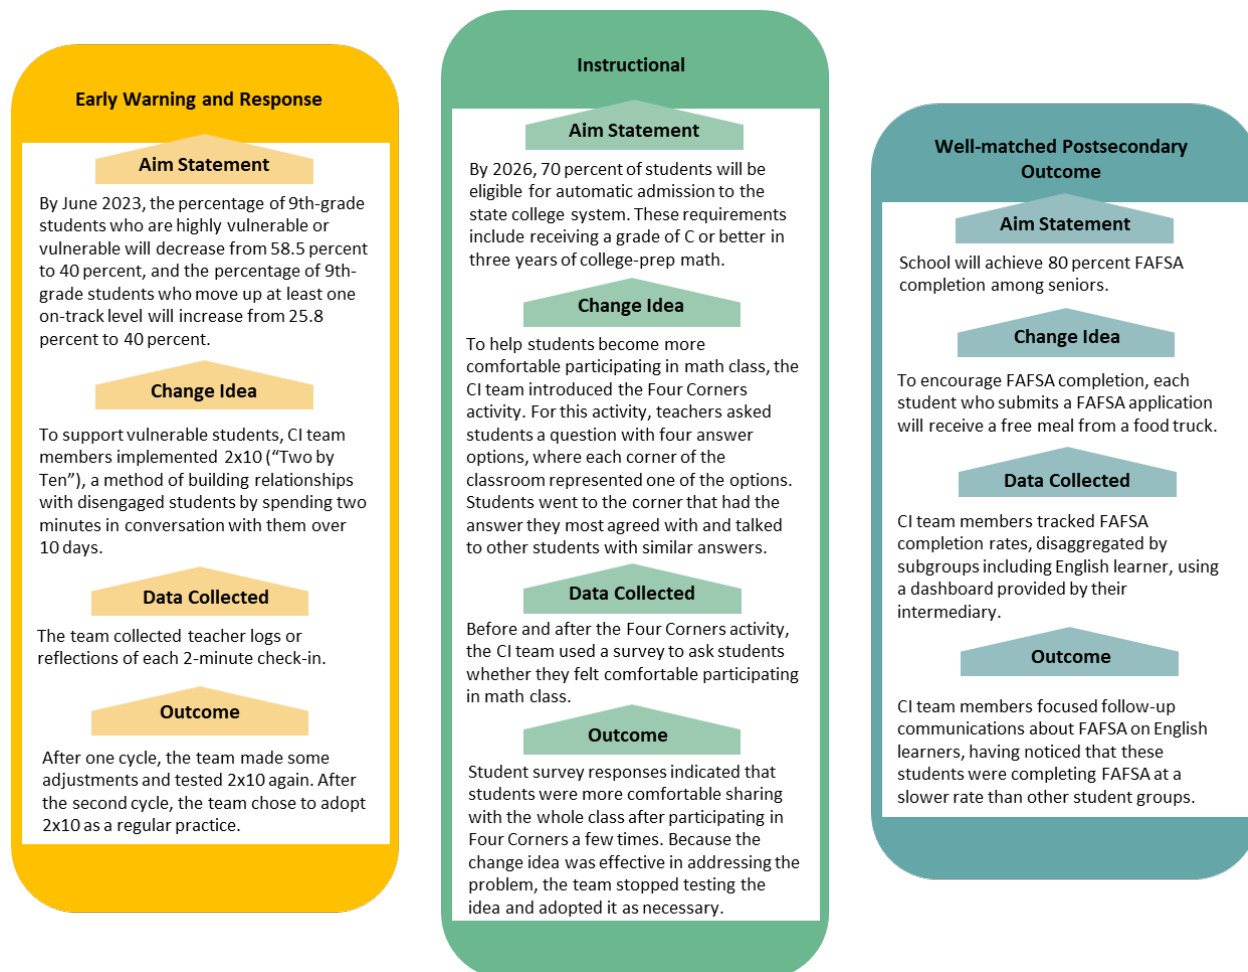 Early Warning and Response
Aim Statement
By June 2023, the percentage of 9th-grade
students who are highly vulnerable or
vulnerable will decrease from 58.5 percent
to 40 percent, and the percentage of 9th-
grade students who move up at least one
on-track level will increase from 25.8
percent to 40 percent.
Change Idea
To support vulnerable students, CI team
members implemented 2x10 (“Two by
Ten”), a method of building relationships
with disengaged students by spending two
minutes in conversation with them over
10 days.
Data Collected
The team collected teacher logs or
reflections of each 2-minute check-in.
Outcome
After one cycle, the team made some
adjustments and tested 2x10 again. After
the second cycle, the team chose to adopt
2x10 as a regular practice.
Instructional
Aim Statement
By 2026, 70 percent of students will be
eligible for automatic admission to the
state college system. These requirements
include receiving a grade of C or better in
three years of college-prep math.
Change Idea
To help students become more
comfortable participating in math class, the
CI team introduced the Four Corners
activity. For this activity, teachers asked
students a question with four answer
options, where each corner of the
classroom represented one of the options.
Students went to the corner that had the
answer they most agreed with and talked
to other students with similar answers.
Data Collected
Before and after the Four Corners activity,
the CI team used a survey to ask students
whether they felt comfortable participating
in math class.
Outcome
Student survey responses indicated that
students were more comfortable sharing
with the whole class after participating in
Four Corners a few times. Because the
change idea was effective in addressing the
problem, the team stopped testing the
idea and adopted it as necessary.
Well-matched Postsecondary
Outcome
Aim Statement
School will achieve 80 percent FAFSA
completion among seniors.
Change Idea
To encourage FAFSA completion, each
student who submits a FAFSA application
will receive a free meal from a food truck.
Data Collected
CI team members tracked FAFSA
completion rates, disaggregated by
subgroups including English learner, using
a dashboard provided by their
intermediary.
Outcome
CI team members focused follow-up
communications about FAFSA on English
learners, having noticed that these
students were completing FAFSA at a
slower rate than other student groups.